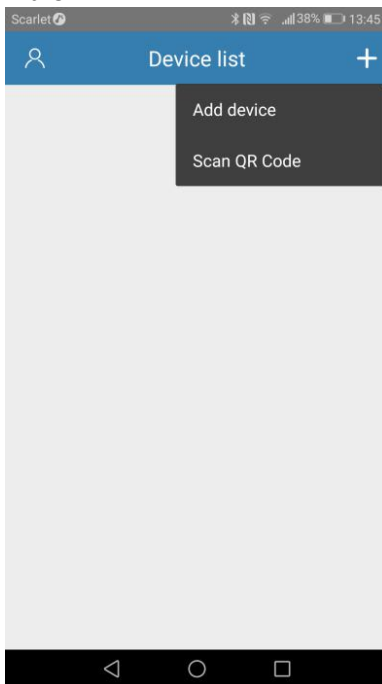 Scarlet 38% 13:45
Device list +
Add device
Scan QR Code